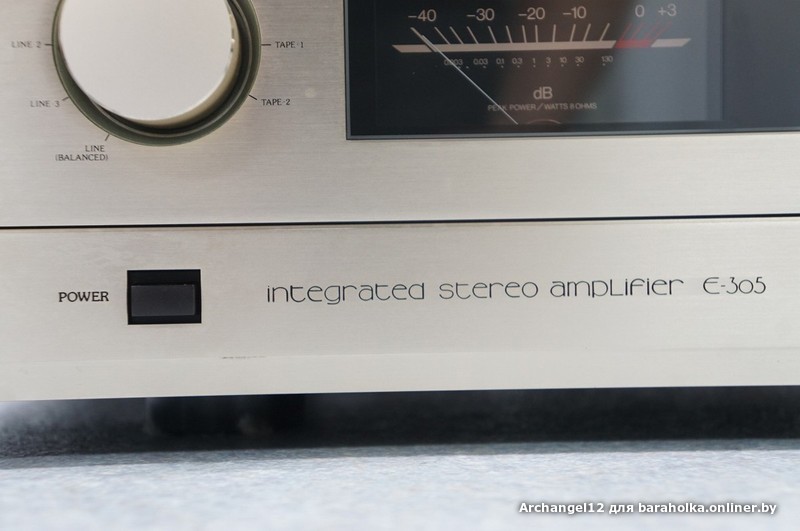 -40 -30 -20 -10 0 +3
LINE 2
TAPE-1
0.003 0.03 0.1 0.3 1 3 10 30 130
dB
LINE 3
TAPE-2
PEAK POWER/WATTS 8 OHMS
LINE
(BALANCED)
POWER
integrated stereo amplifier E-305
Archangel12 для baraholka.onliner.by